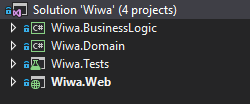 Solution 'Wiwa' (4 projects)
C# Wiwa.BusinessLogic
C# Wiwa.Domain
Wiwa.Tests
Wiwa.Web